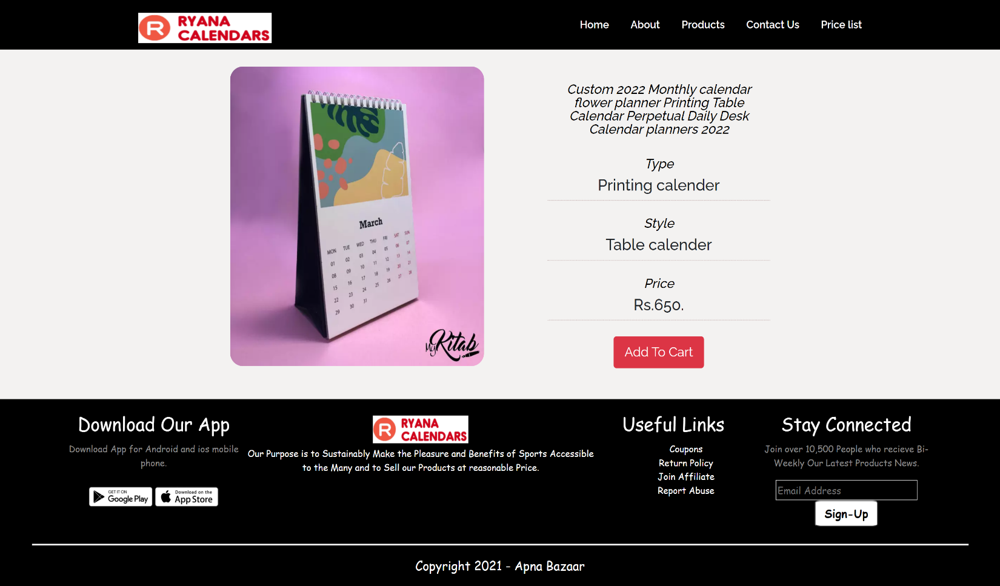 RYANA
CALENDARS
R
Home About Products Contact Us Price list
Custom 2022 Monthly calendar
flower planner Printing Table
Calendar Perpetual Daily Desk
Calendar planners 2022
Type
Printing calender
Style
Table calender
Price
Rs.650.
Add To Cart
March
MON TUE WED THU FRI SAT SUN
01 02 03 04 05 06 07
08 09 10 11 12 13 14
15 16 17 18 19 20 21
22 23 24 25 26 27 28
29 30 31
My Kitab
Download Our App
Download App for Android and ios mobile
phone.
GET IT ON
Google Play
Download on the
App Store
R
RYANA
CALENDARS
Our Purpose is to Sustainably Make the Pleasure and Benefits of Sports Accessible
to the Many and to Sell our Products at reasonable Price.
Useful Links
Coupons
Return Policy
Join Affiliate
Report Abuse
Stay Connected
Join over 10,500 People who recieve Bi-
Weekly Our Latest Products News.
Email Address
Sign-Up
Copyright 2021 - Apna Bazaar